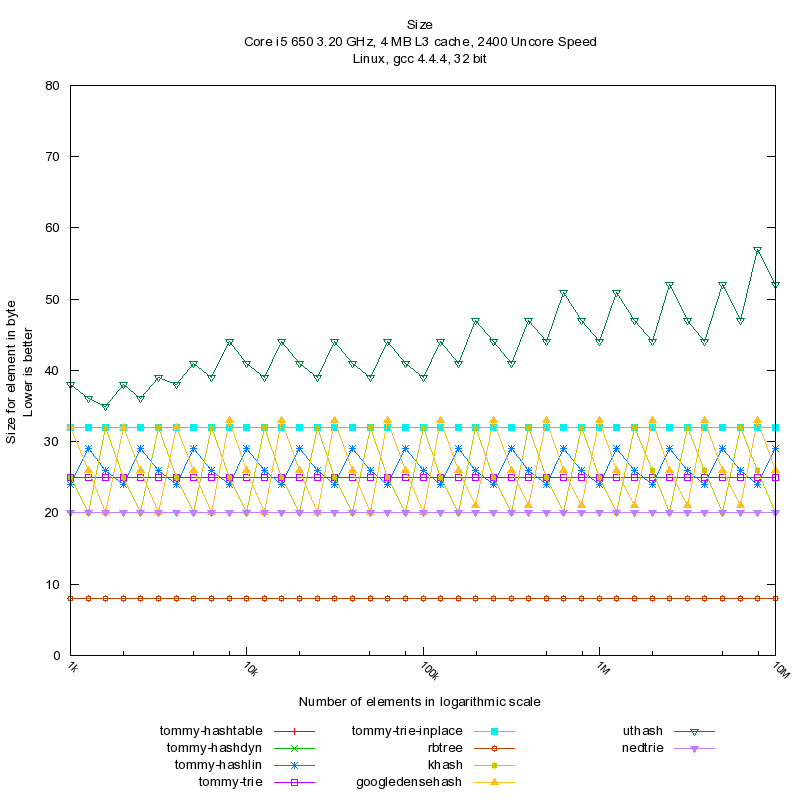 Size
Core i5 650 3.20 GHz, 4 MB L3 cache, 2400 Uncore Speed
Linux, gcc 4.4.4, 32 bit
80
70
60
50
40
30
20
10
0
Size for element in byte
Lower is better
1k
10k
100k
1M
10M
Number of elements in logarithmic scale
tommy-hashtable
tommy-hashdyn
tommy-hashlin
tommy-trie
tommy-trie-inplace
rbtree
khash
googledensehash
uthash
nedtrie